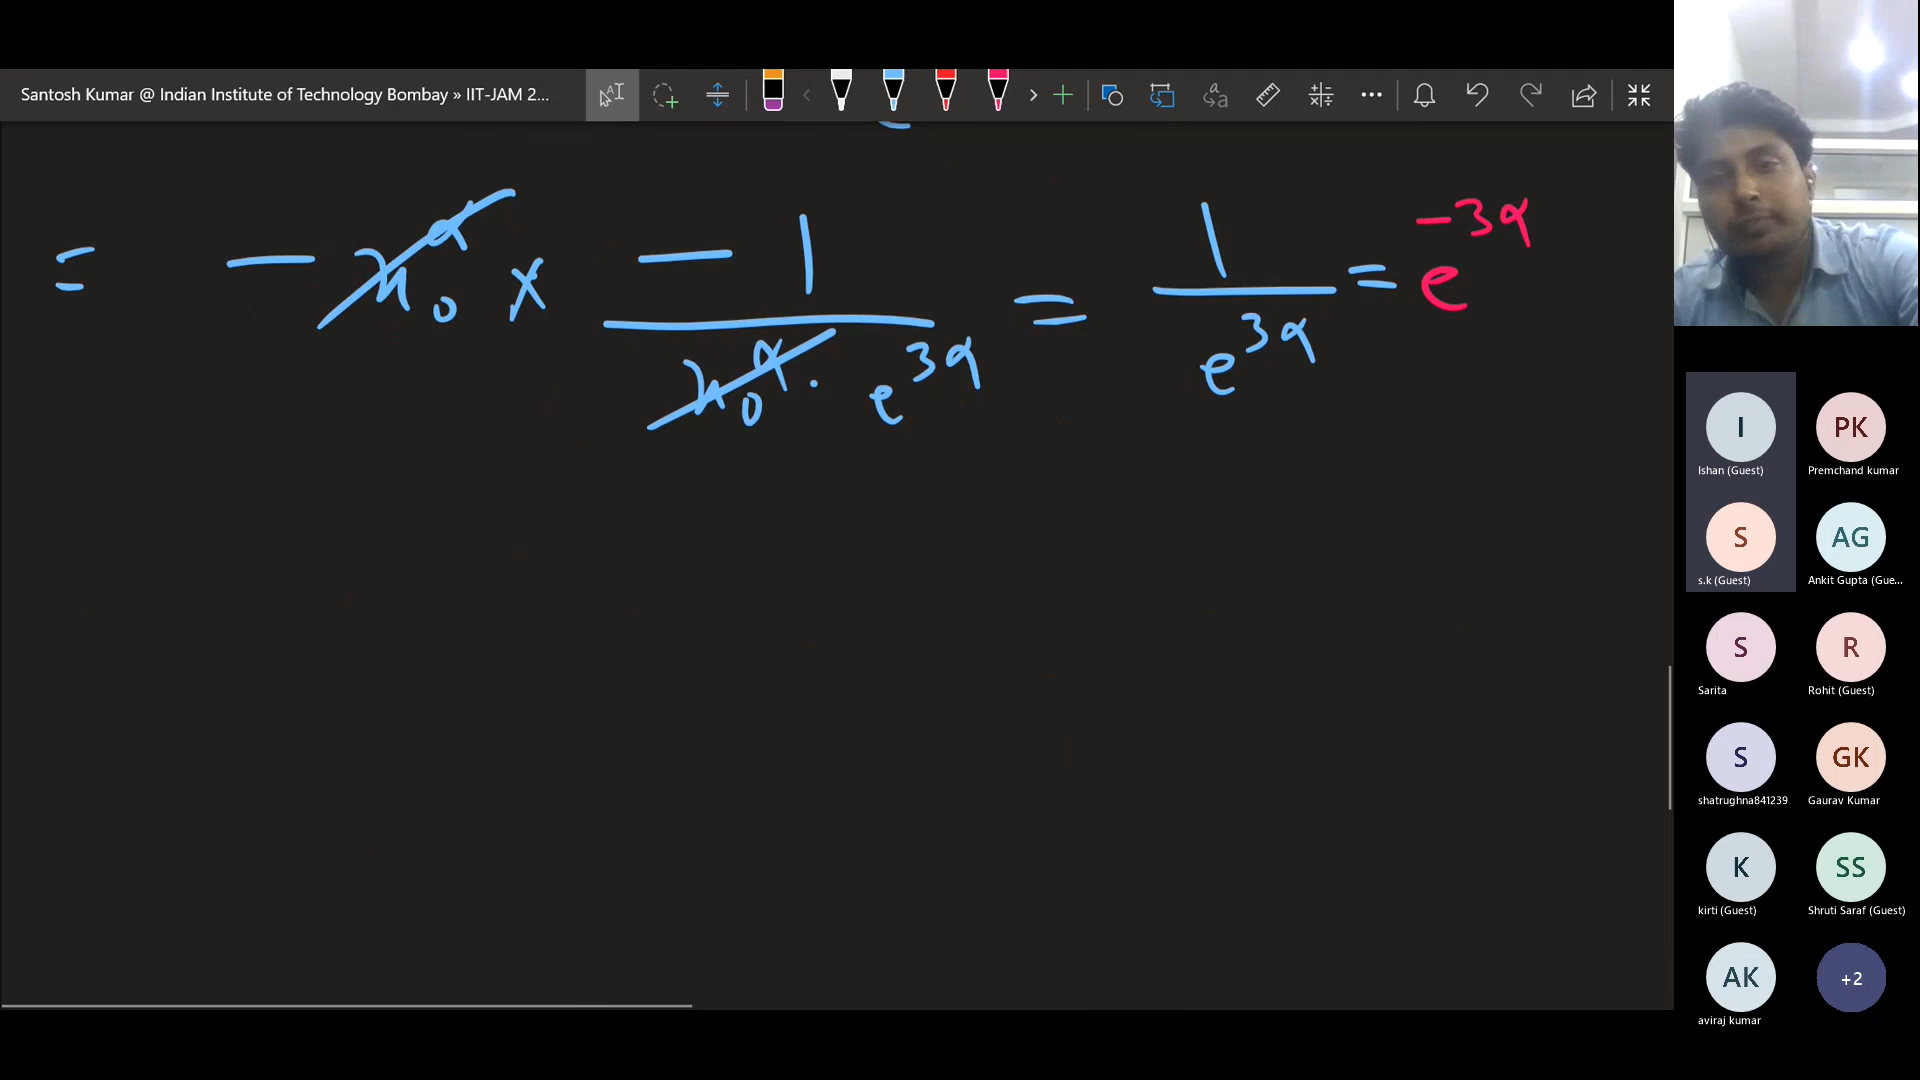 Santosh Kumar @ Indian Institute of Technology Bombay » IIT-JAM 2...
= - x₀^α × -1 / (x₀^α · e^{3α}) = 1 / e^{3α} = e^{-3α}
I
Ishan (Guest)
PK
Premchand kumar
S
s.k (Guest)
AG
Ankit Gupta (Gue...
S
Sarita
R
Rohit (Guest)
S
shatrughna841239
GK
Gaurav Kumar
K
kirti (Guest)
SS
Shruti Saraf (Guest)
AK
aviraj kumar
+2